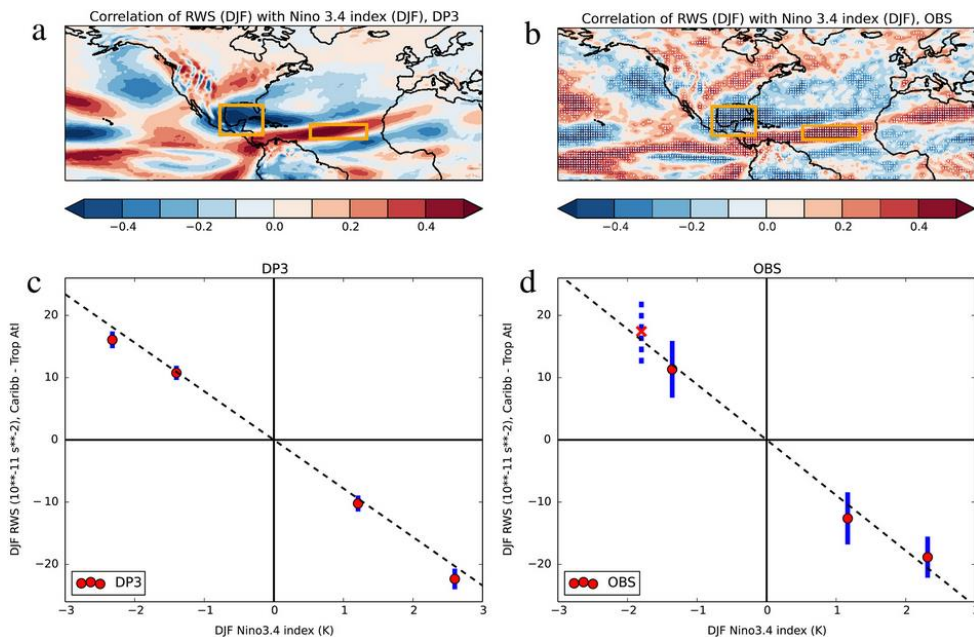 Correlation of RWS (DJF) with Nino 3.4 index (DJF), DP3
a
−0.4 −0.2 0.0 0.2 0.4
Correlation of RWS (DJF) with Nino 3.4 index (DJF), OBS
b
−0.4 −0.2 0.0 0.2 0.4
c
DP3
DJF RWS (10**-11 s**-2), Caribb - Trop Atl
20
10
0
−10
−20
DP3
−3 −2 −1 0 1 2 3
DJF Nino3.4 index (K)
d
OBS
DJF RWS (10**-11 s**-2), Caribb - Trop Atl
20
10
0
−10
−20
OBS
−3 −2 −1 0 1 2 3
DJF Nino3.4 index (K)